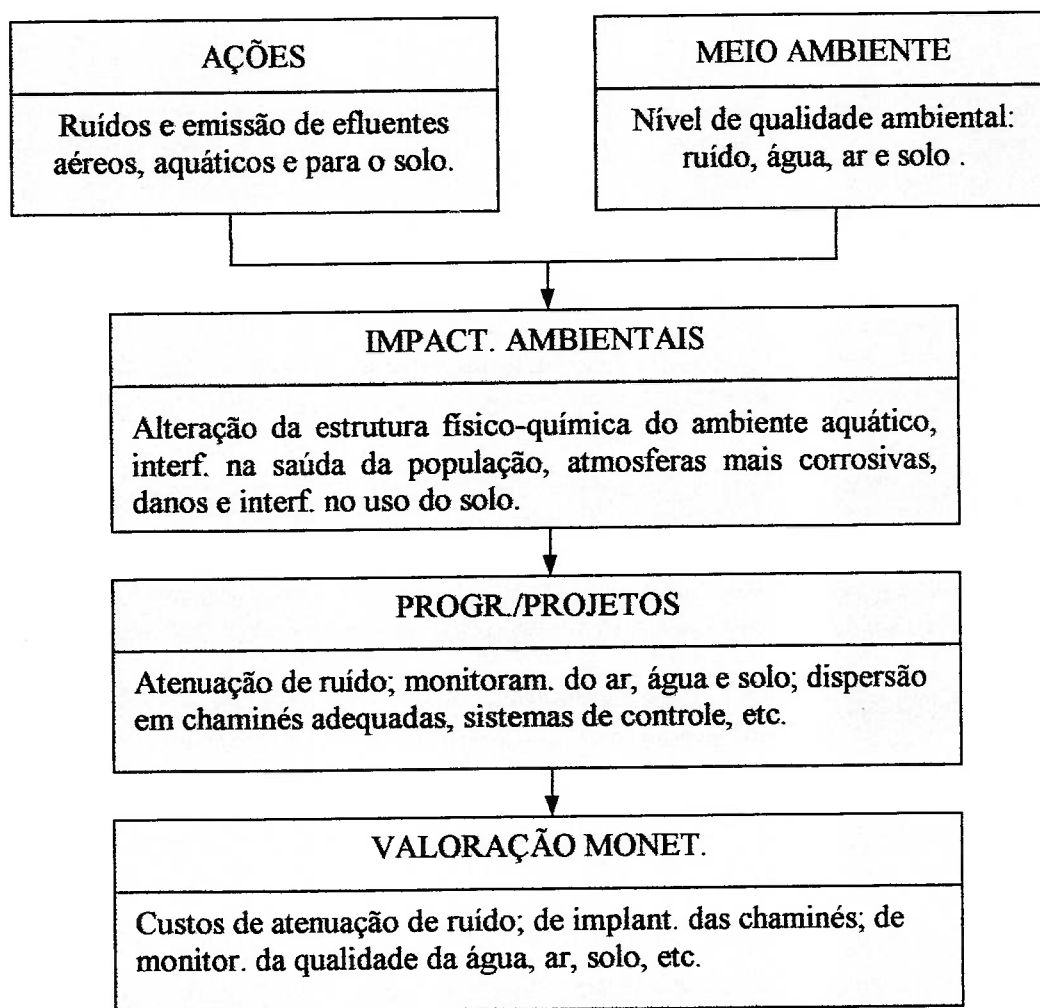 AÇÕES
Ruídos e emissão de efluentes
aéreos, aquáticos e para o solo.
MEIO AMBIENTE
Nível de qualidade ambiental:
ruído, água, ar e solo .
IMPACT. AMBIENTAIS
Alteração da estrutura físico-química do ambiente aquático,
interf. na saúda da população, atmosferas mais corrosivas,
danos e interf. no uso do solo.
PROGR./PROJETOS
Atenuação de ruído; monitoram. do ar, água e solo; dispersão
em chaminés adequadas, sistemas de controle, etc.
VALORAÇÃO MONET.
Custos de atenuação de ruído; de implant. das chaminés; de
monitor. da qualidade da água, ar, solo, etc.